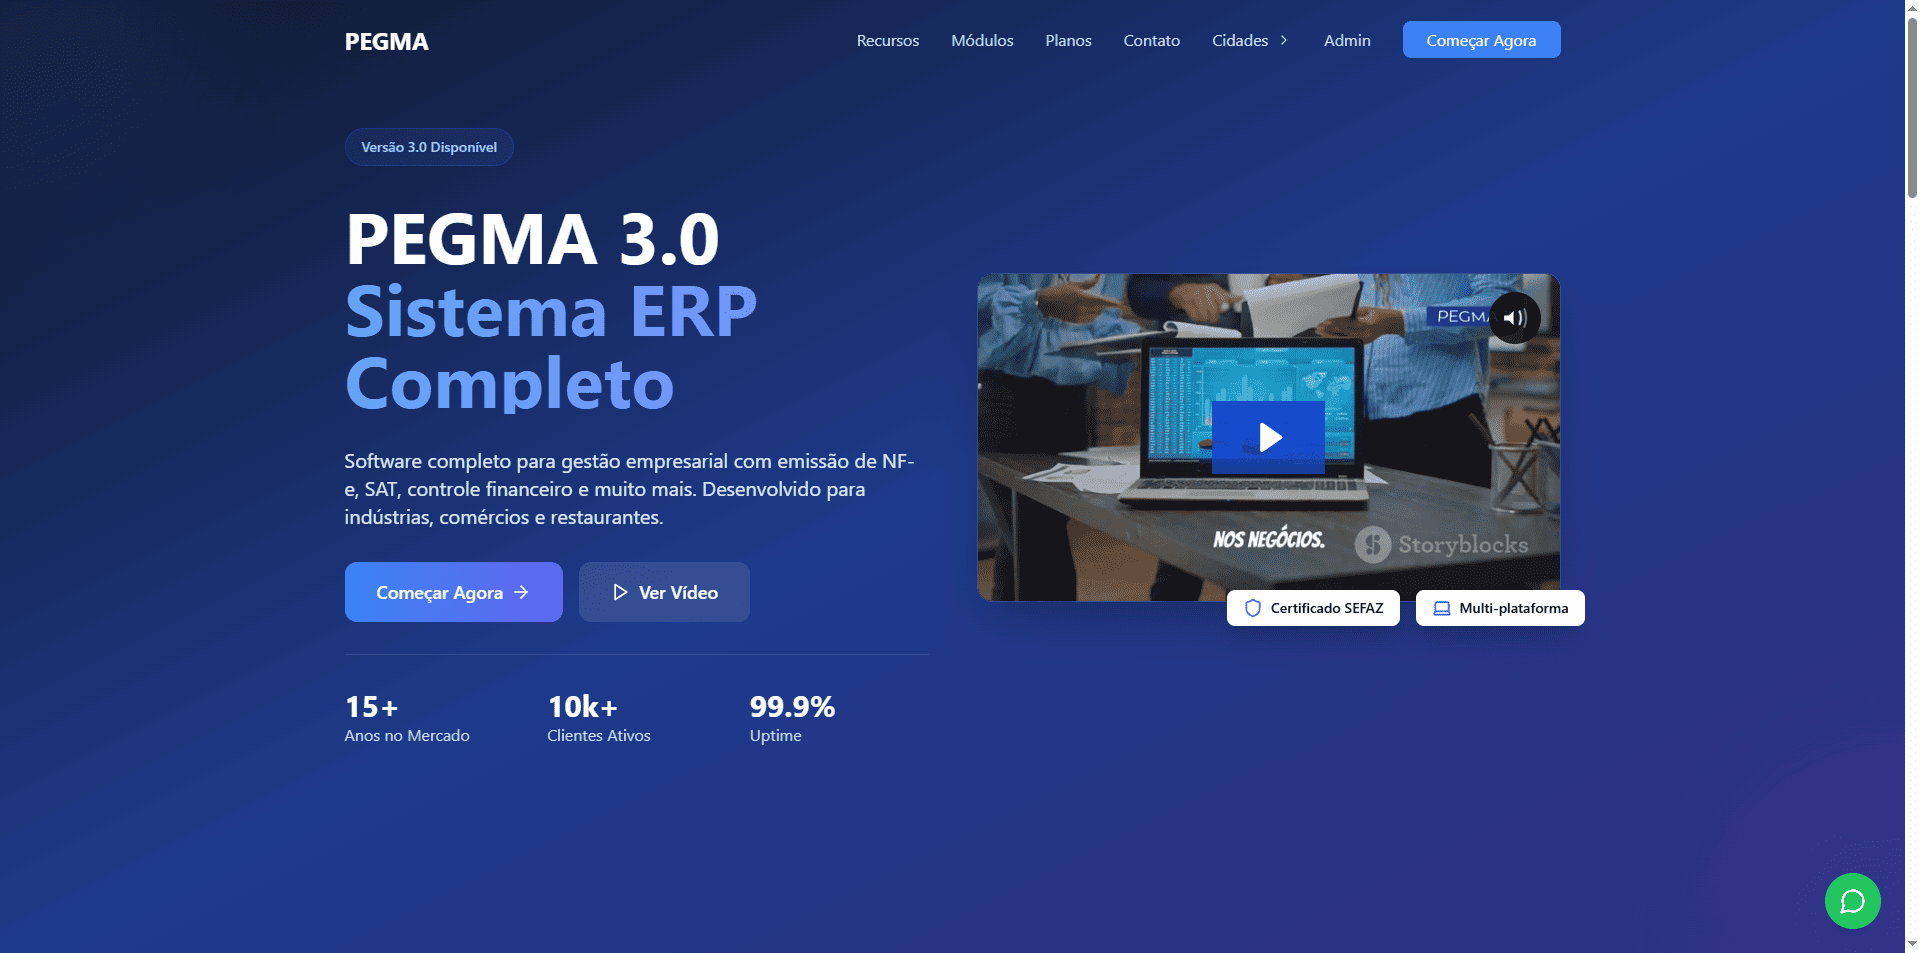 PEGMA
Recursos
Módulos
Planos
Contato
Cidades
Admin
Começar Agora
Versão 3.0 Disponível
PEGMA 3.0
Sistema ERP
Completo
Software completo para gestão empresarial com emissão de NF-
e, SAT, controle financeiro e muito mais. Desenvolvido para
indústrias, comércios e restaurantes.
Começar Agora
Ver Vídeo
15+
Anos no Mercado
10k+
Clientes Ativos
99.9%
Uptime
PEGMA
NOS NEGÓCIOS.
Storyblocks
Certificado SEFAZ
Multi-plataforma